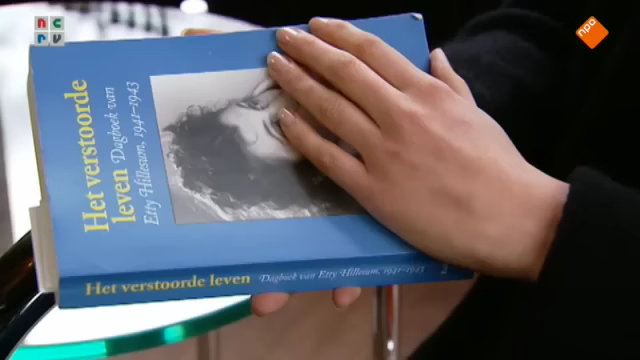 n c
r v
npo
Het verstoorde
leven Dagboek van
Etty Hillesum, 1941-1943
Het verstoorde leven Dagboek van Etty Hillesum, 1941-1943